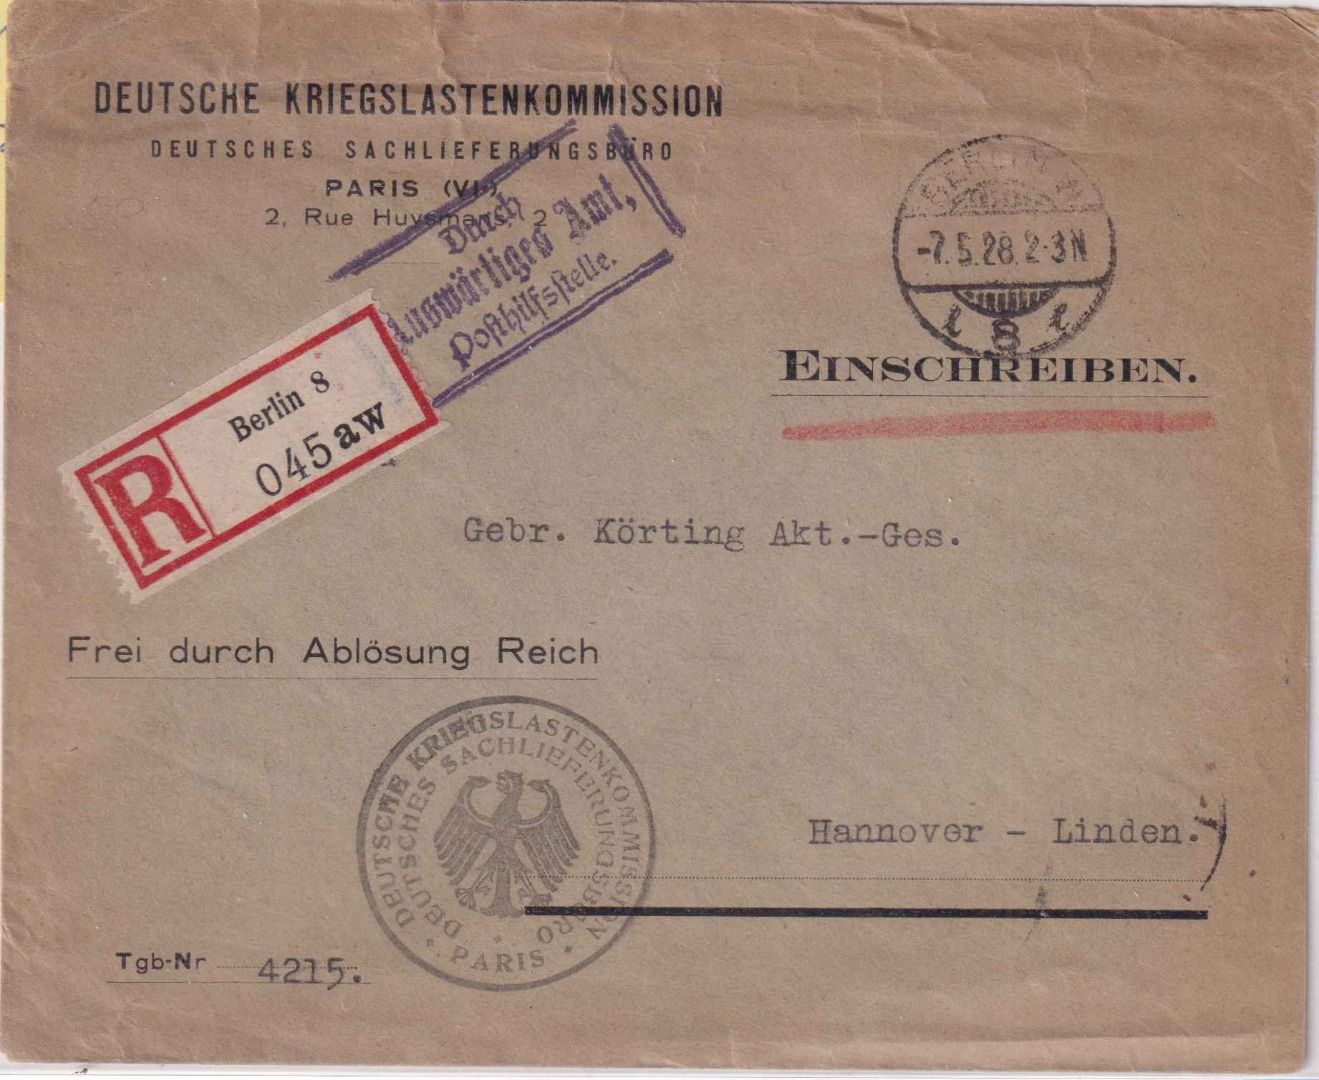 DEUTSCHE KRIEGSLASTENKOMMISSION
DEUTSCHES SACHLIEFERUNGSBÜRO
PARIS (VI)
2, Rue Huysmans, 2
Durch
Auswärtiges Amt,
Posthilfsstelle.
BERLIN W
-7.5.28.2-3N
l 8 l
EINSCHREIBEN.
R
Berlin 8
045 aw
Gebr. Körting Akt.-Ges.
Frei durch Ablösung Reich
DEUTSCHE KRIEGSLASTENKOMMISSION
DEUTSCHES SACHLIEFERUNGSBÜRO
* PARIS *
Hannover - Linden.
Tgb-Nr 4215.